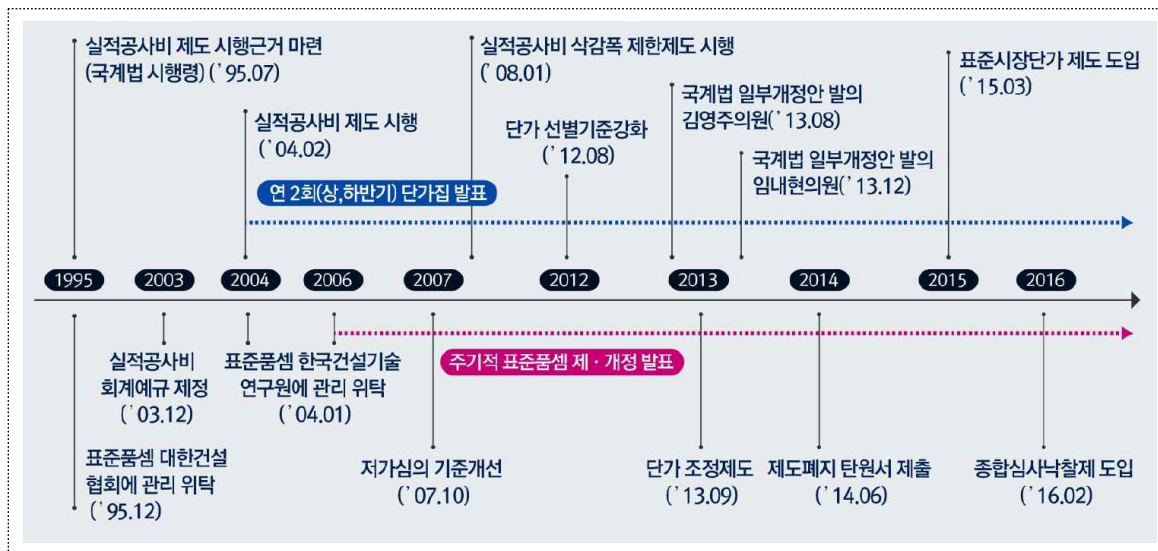 실적공사비 제도 시행근거 마련
(국계법 시행령) (’95.07)
실적공사비 제도 시행
(’04.02)
연 2회(상,하반기) 단가집 발표
실적공사비 삭감폭 제한제도 시행
(’08.01)
단가 선별기준강화
(’12.08)
국계법 일부개정안 발의
김영주의원(’13.08)
국계법 일부개정안 발의
임내현의원(’13.12)
표준시장단가 제도 도입
(’15.03)
1995
2003
2004
2006
2007
2012
2013
2014
2015
2016
실적공사비
회계예규 제정
(’03.12)
표준품셈 대한건설
협회에 관리 위탁
(’95.12)
표준품셈 한국건설기술
연구원에 관리 위탁
(’04.01)
주기적 표준품셈 제·개정 발표
저가심의 기준개선
(’07.10)
단가 조정제도
(’13.09)
제도폐지 탄원서 제출
(’14.06)
종합심사낙찰제 도입
(’16.02)